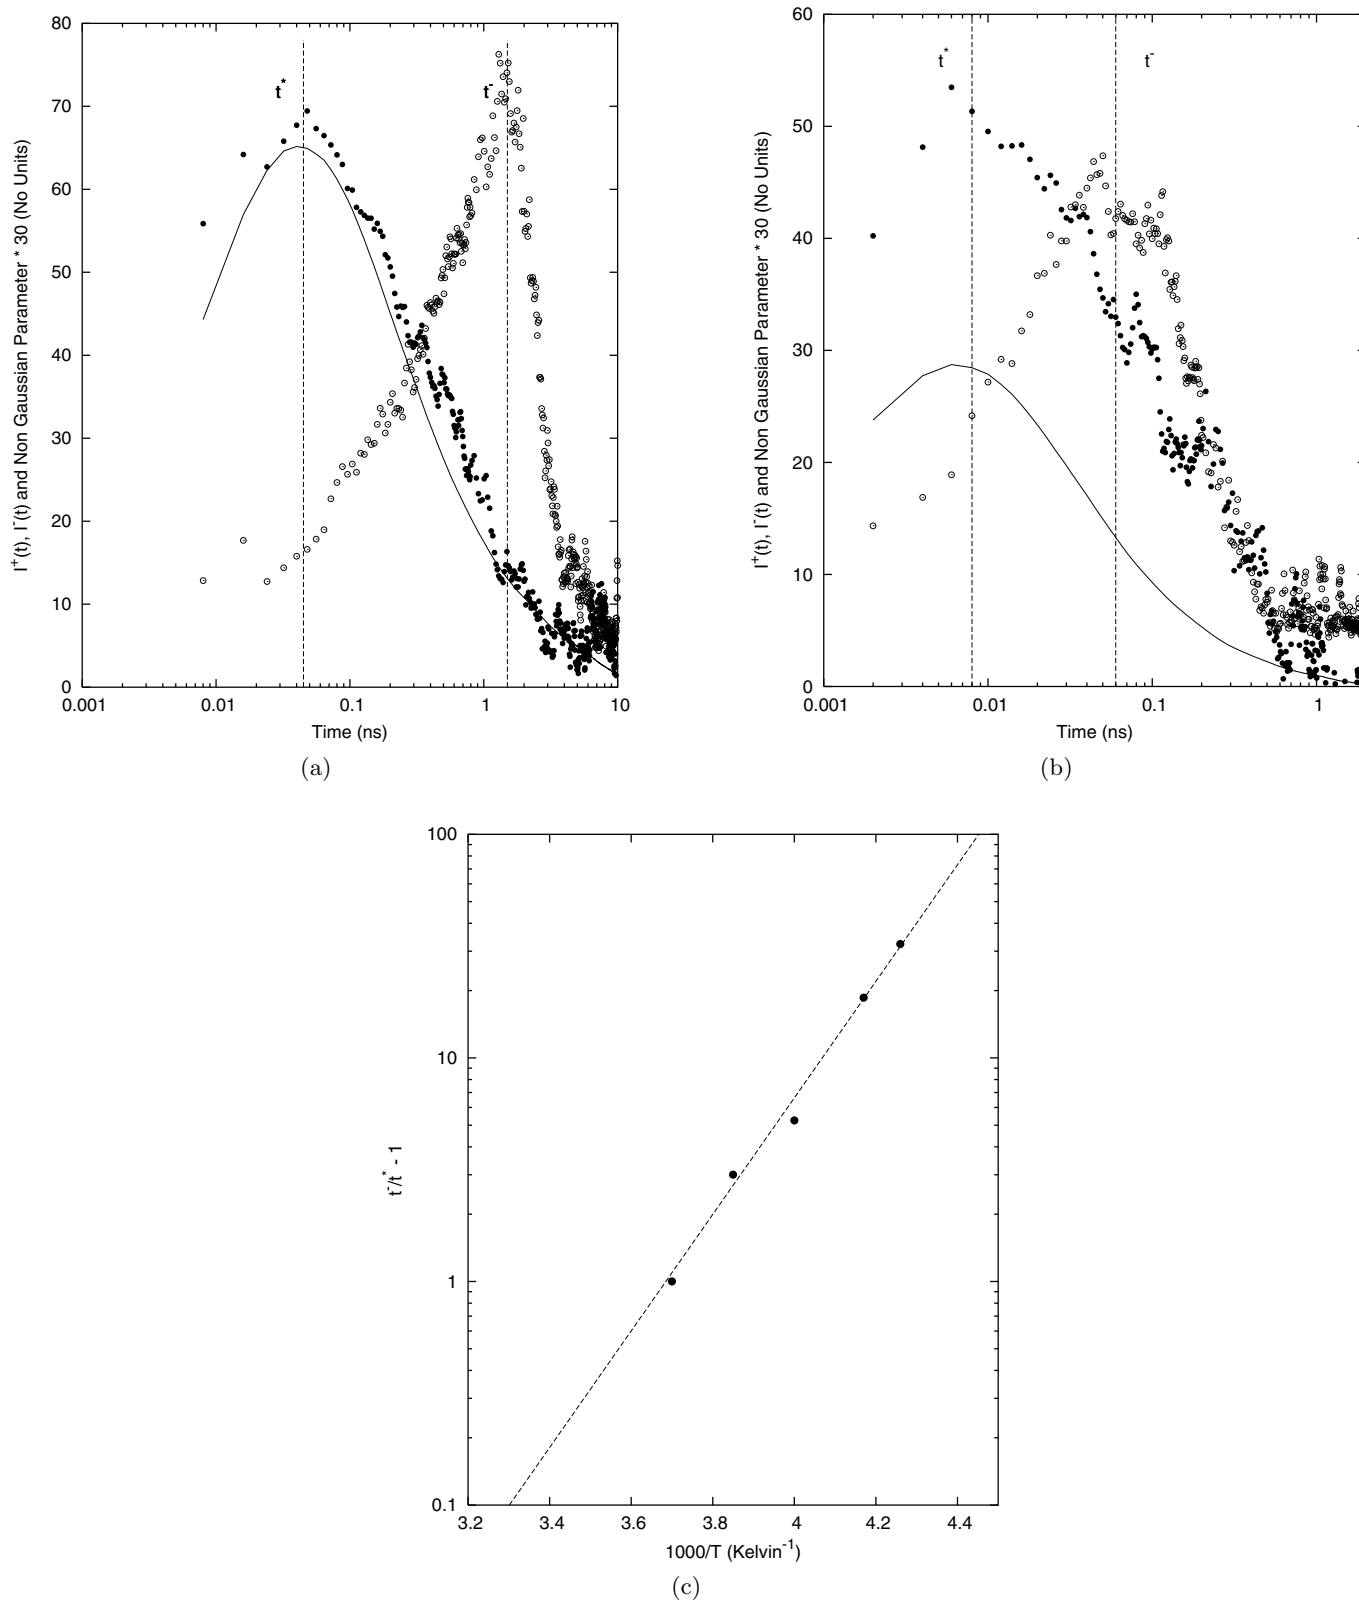 I⁺(t), I⁻(t) and Non Gaussian Parameter * 30 (No Units)
80
70
60
50
40
30
20
10
0
t*
t⁻
0.001
0.01
0.1
1
10
Time (ns)
(a)
I⁺(t), I⁻(t) and Non Gaussian Parameter * 30 (No Units)
60
50
40
30
20
10
0
t*
t⁻
0.001
0.01
0.1
1
Time (ns)
(b)
t⁻/t* - 1
100
10
1
0.1
3.2
3.4
3.6
3.8
4
4.2
4.4
1000/T (Kelvin⁻¹)
(c)